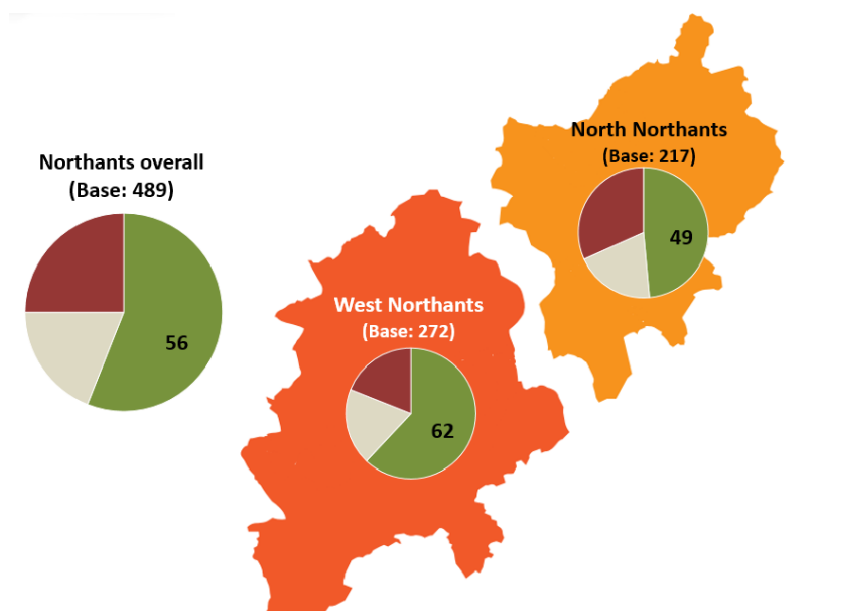 North Northants
(Base: 217)
49
Northants overall
(Base: 489)
56
West Northants
(Base: 272)
62